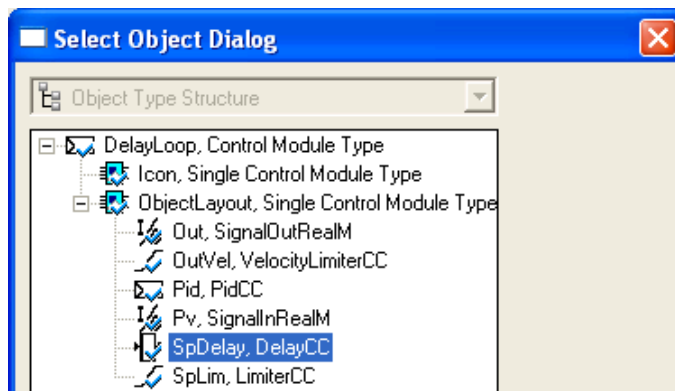 Select Object Dialog
Object Type Structure
DelayLoop, Control Module Type
Icon, Single Control Module Type
ObjectLayout, Single Control Module Type
Out, SignalOutRealM
OutVel, VelocityLimiterCC
Pid, PidCC
Pv, SignalInRealM
SpDelay, DelayCC
SpLim, LimiterCC